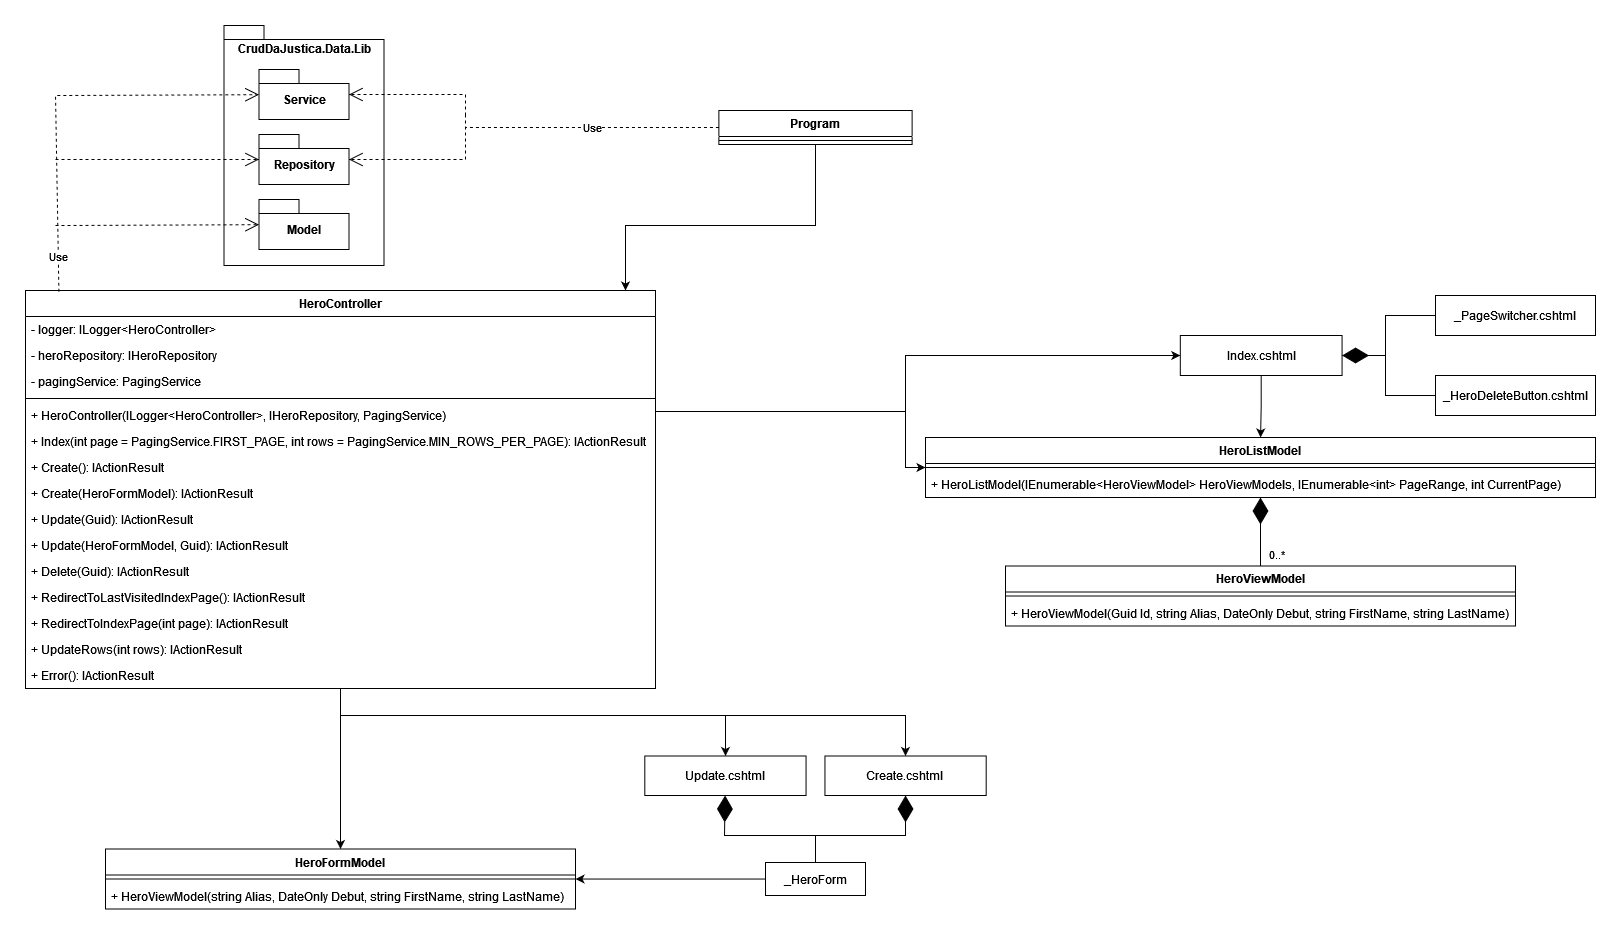 CrudDaJustica.Data.Lib
Service
Repository
Model
Use
Use
Program
HeroController
- logger: ILogger<HeroController>
- heroRepository: IHeroRepository
- pagingService: PagingService
+ HeroController(ILogger<HeroController>, IHeroRepository, PagingService)
+ Index(int page = PagingService.FIRST_PAGE, int rows = PagingService.MIN_ROWS_PER_PAGE): IActionResult
+ Create(): IActionResult
+ Create(HeroFormModel): IActionResult
+ Update(Guid): IActionResult
+ Update(HeroFormModel, Guid): IActionResult
+ Delete(Guid): IActionResult
+ RedirectToLastVisitedIndexPage(): IActionResult
+ RedirectToIndexPage(int page): IActionResult
+ UpdateRows(int rows): IActionResult
+ Error(): IActionResult
Index.cshtml
_PageSwitcher.cshtml
_HeroDeleteButton.cshtml
HeroListModel
+ HeroListModel(IEnumerable<HeroViewModel> HeroViewModels, IEnumerable<int> PageRange, int CurrentPage)
0..*
HeroViewModel
+ HeroViewModel(Guid Id, string Alias, DateOnly Debut, string FirstName, string LastName)
Update.cshtml
Create.cshtml
_HeroForm
HeroFormModel
+ HeroViewModel(string Alias, DateOnly Debut, string FirstName, string LastName)